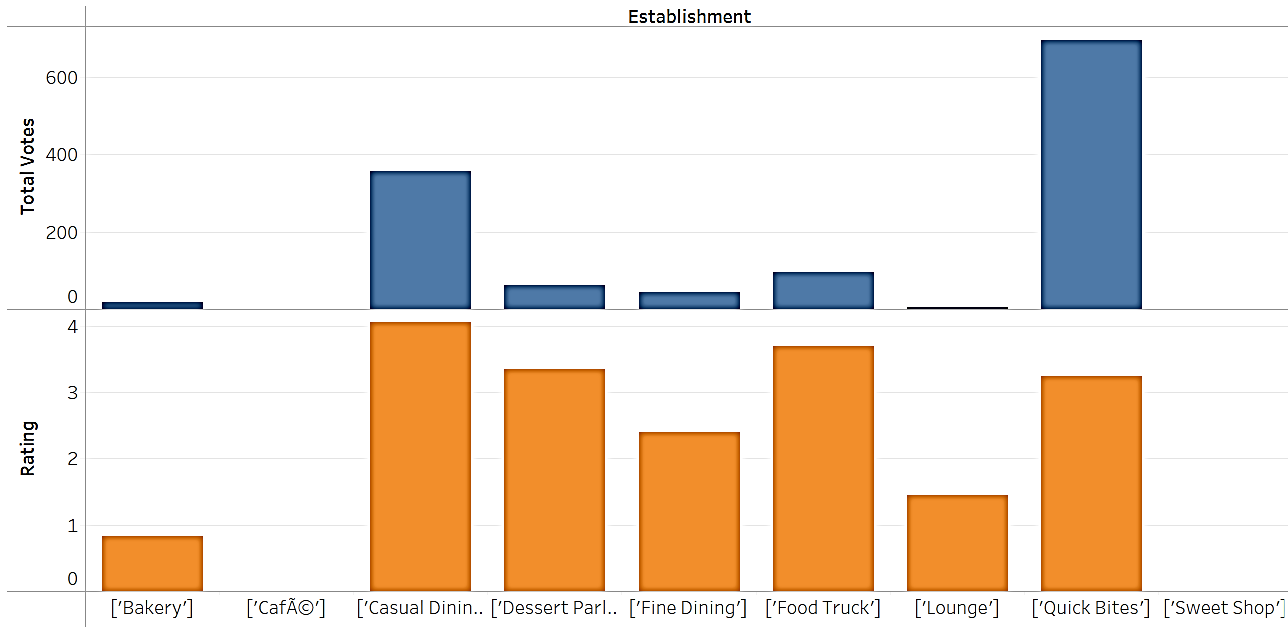 Establishment
Total Votes
600
400
200
0
Rating
4
3
2
1
0
['Bakery'] ['CafÃ©'] ['Casual Dinin.. ['Dessert Parl.. ['Fine Dining'] ['Food Truck'] ['Lounge'] ['Quick Bites'] ['Sweet Shop']